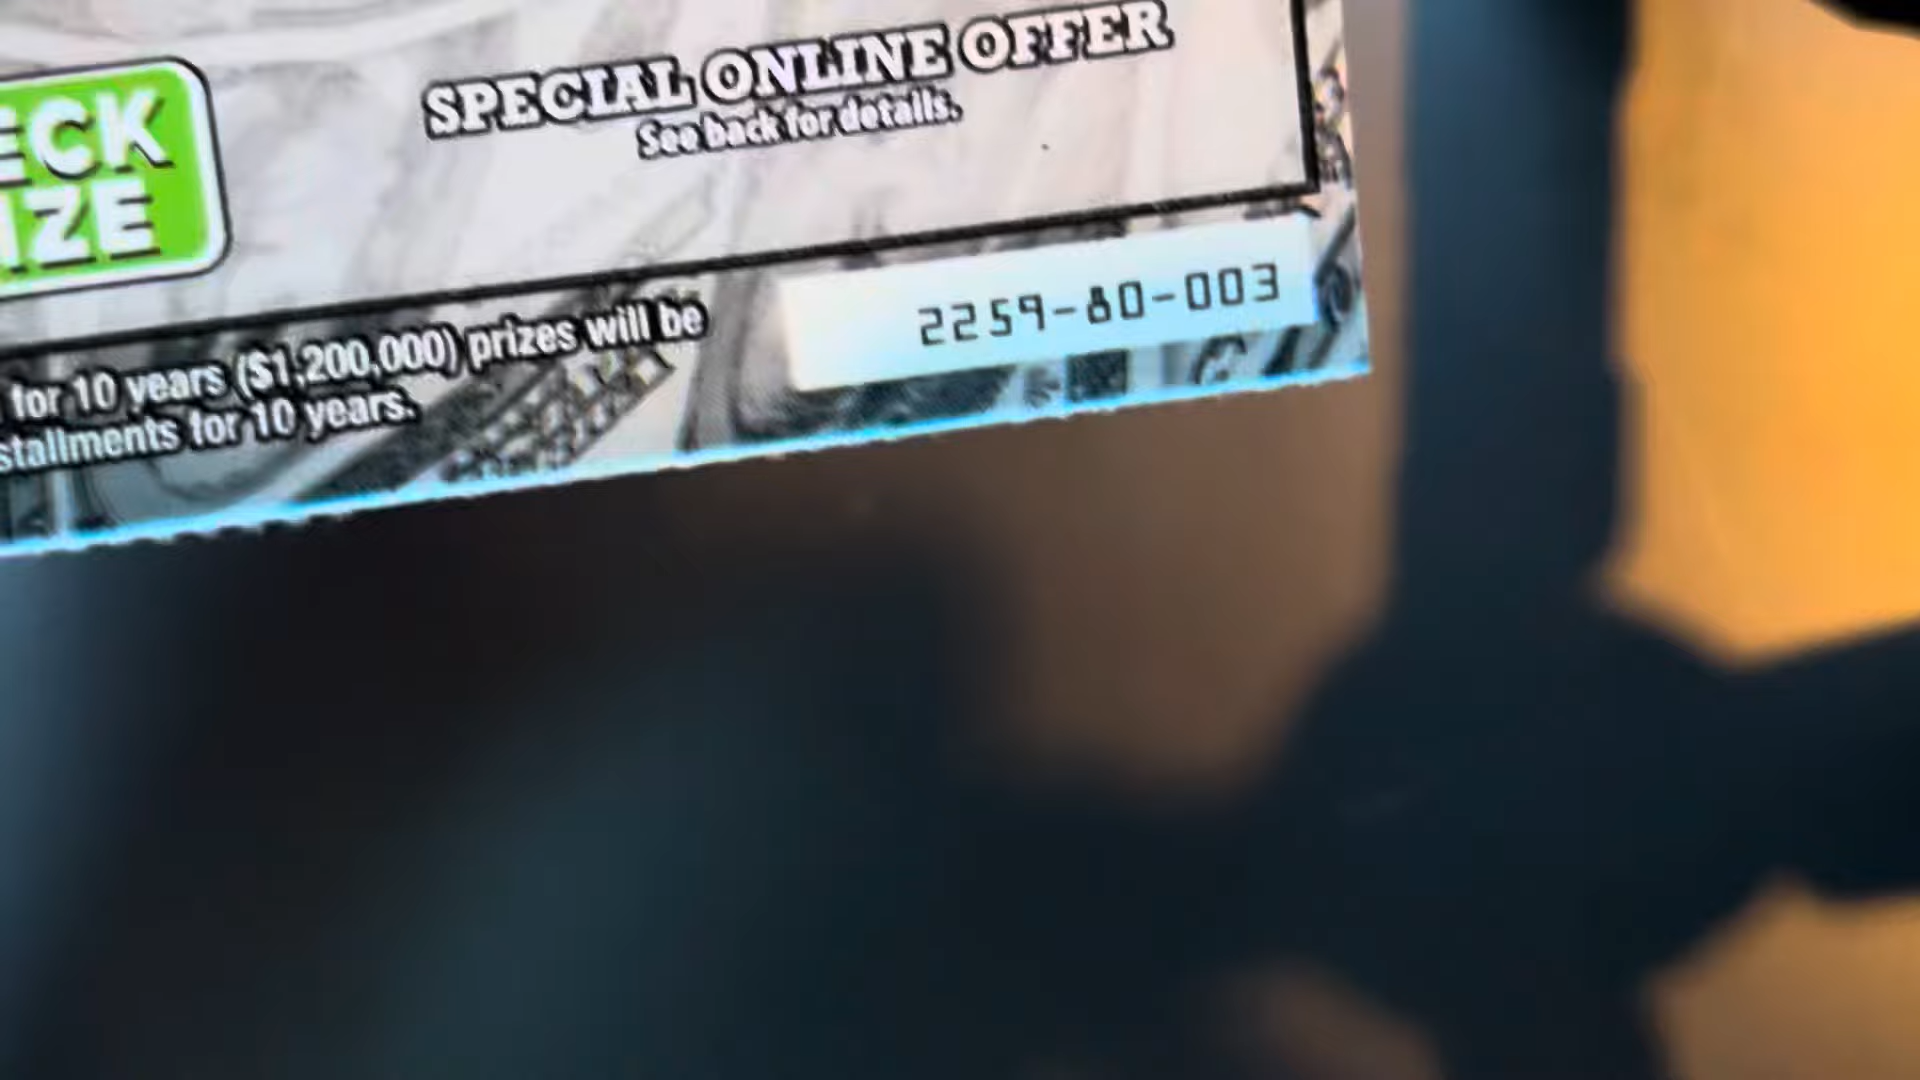 SPECIAL ONLINE OFFER
See back for details.
ECK
IZE
for 10 years ($1,200,000) prizes will be
stallments for 10 years.
2259-80-003